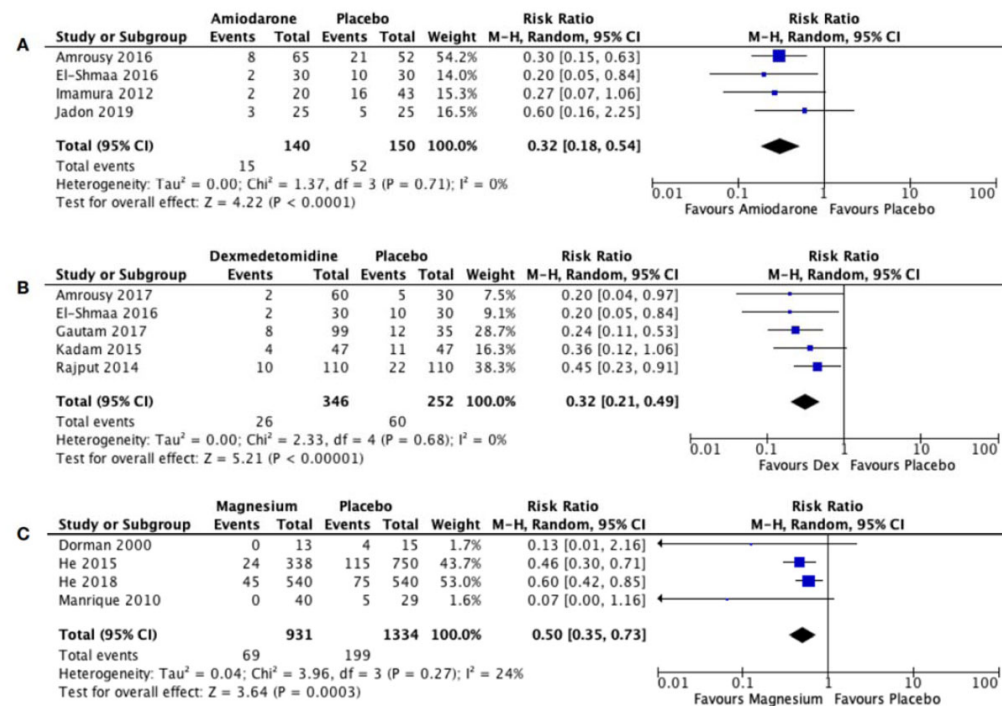 A
Amiodarone Placebo Risk Ratio Risk Ratio
Study or Subgroup Events Total Events Total Weight M-H, Random, 95% CI M-H, Random, 95% CI
Amrousy 2016 8 65 21 52 54.2% 0.30 [0.15, 0.63]
El-Shmaa 2016 2 30 10 30 14.0% 0.20 [0.05, 0.84]
Imamura 2012 2 20 16 43 15.3% 0.27 [0.07, 1.06]
Jadon 2019 3 25 5 25 16.5% 0.60 [0.16, 2.25]
Total (95% CI) 140 150 100.0% 0.32 [0.18, 0.54]
Total events 15 52
Heterogeneity: Tau² = 0.00; Chi² = 1.37, df = 3 (P = 0.71); I² = 0%
Test for overall effect: Z = 4.22 (P < 0.0001)
0.01 0.1 1 10 100
Favours Amiodarone Favours Placebo
B
Dexmedetomidine Placebo Risk Ratio Risk Ratio
Study or Subgroup Events Total Events Total Weight M-H, Random, 95% CI M-H, Random, 95% CI
Amrousy 2017 2 60 5 30 7.5% 0.20 [0.04, 0.97]
El-Shmaa 2016 2 30 10 30 9.1% 0.20 [0.05, 0.84]
Gautam 2017 8 99 12 35 28.7% 0.24 [0.11, 0.53]
Kadam 2015 4 47 11 47 16.3% 0.36 [0.12, 1.06]
Rajput 2014 10 110 22 110 38.3% 0.45 [0.23, 0.91]
Total (95% CI) 346 252 100.0% 0.32 [0.21, 0.49]
Total events 26 60
Heterogeneity: Tau² = 0.00; Chi² = 2.33, df = 4 (P = 0.68); I² = 0%
Test for overall effect: Z = 5.21 (P < 0.00001)
0.01 0.1 1 10 100
Favours Dex Favours Placebo
C
Magnesium Placebo Risk Ratio Risk Ratio
Study or Subgroup Events Total Events Total Weight M-H, Random, 95% CI M-H, Random, 95% CI
Dorman 2000 0 13 4 15 1.7% 0.13 [0.01, 2.16]
He 2015 24 338 115 750 43.7% 0.46 [0.30, 0.71]
He 2018 45 540 75 540 53.0% 0.60 [0.42, 0.85]
Manrique 2010 0 40 5 29 1.6% 0.07 [0.00, 1.16]
Total (95% CI) 931 1334 100.0% 0.50 [0.35, 0.73]
Total events 69 199
Heterogeneity: Tau² = 0.04; Chi² = 3.96, df = 3 (P = 0.27); I² = 24%
Test for overall effect: Z = 3.64 (P = 0.0003)
0.01 0.1 1 10 100
Favours Magnesium Favours Placebo